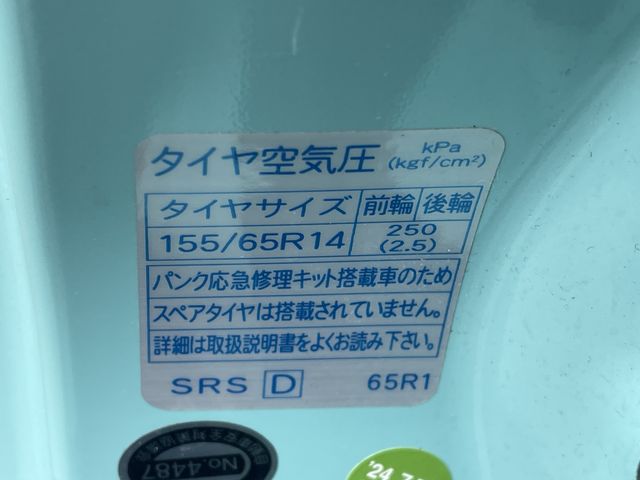 タイヤ空気圧 kPa (kgf/cm²)
タイヤサイズ 前輪 後輪
155/65R14 250 (2.5)
パンク応急修理キット搭載車のため
スペアタイヤは搭載されていません。
詳細は取扱説明書をよくお読み下さい。
SRS D 65R1
No.4487
'24.7